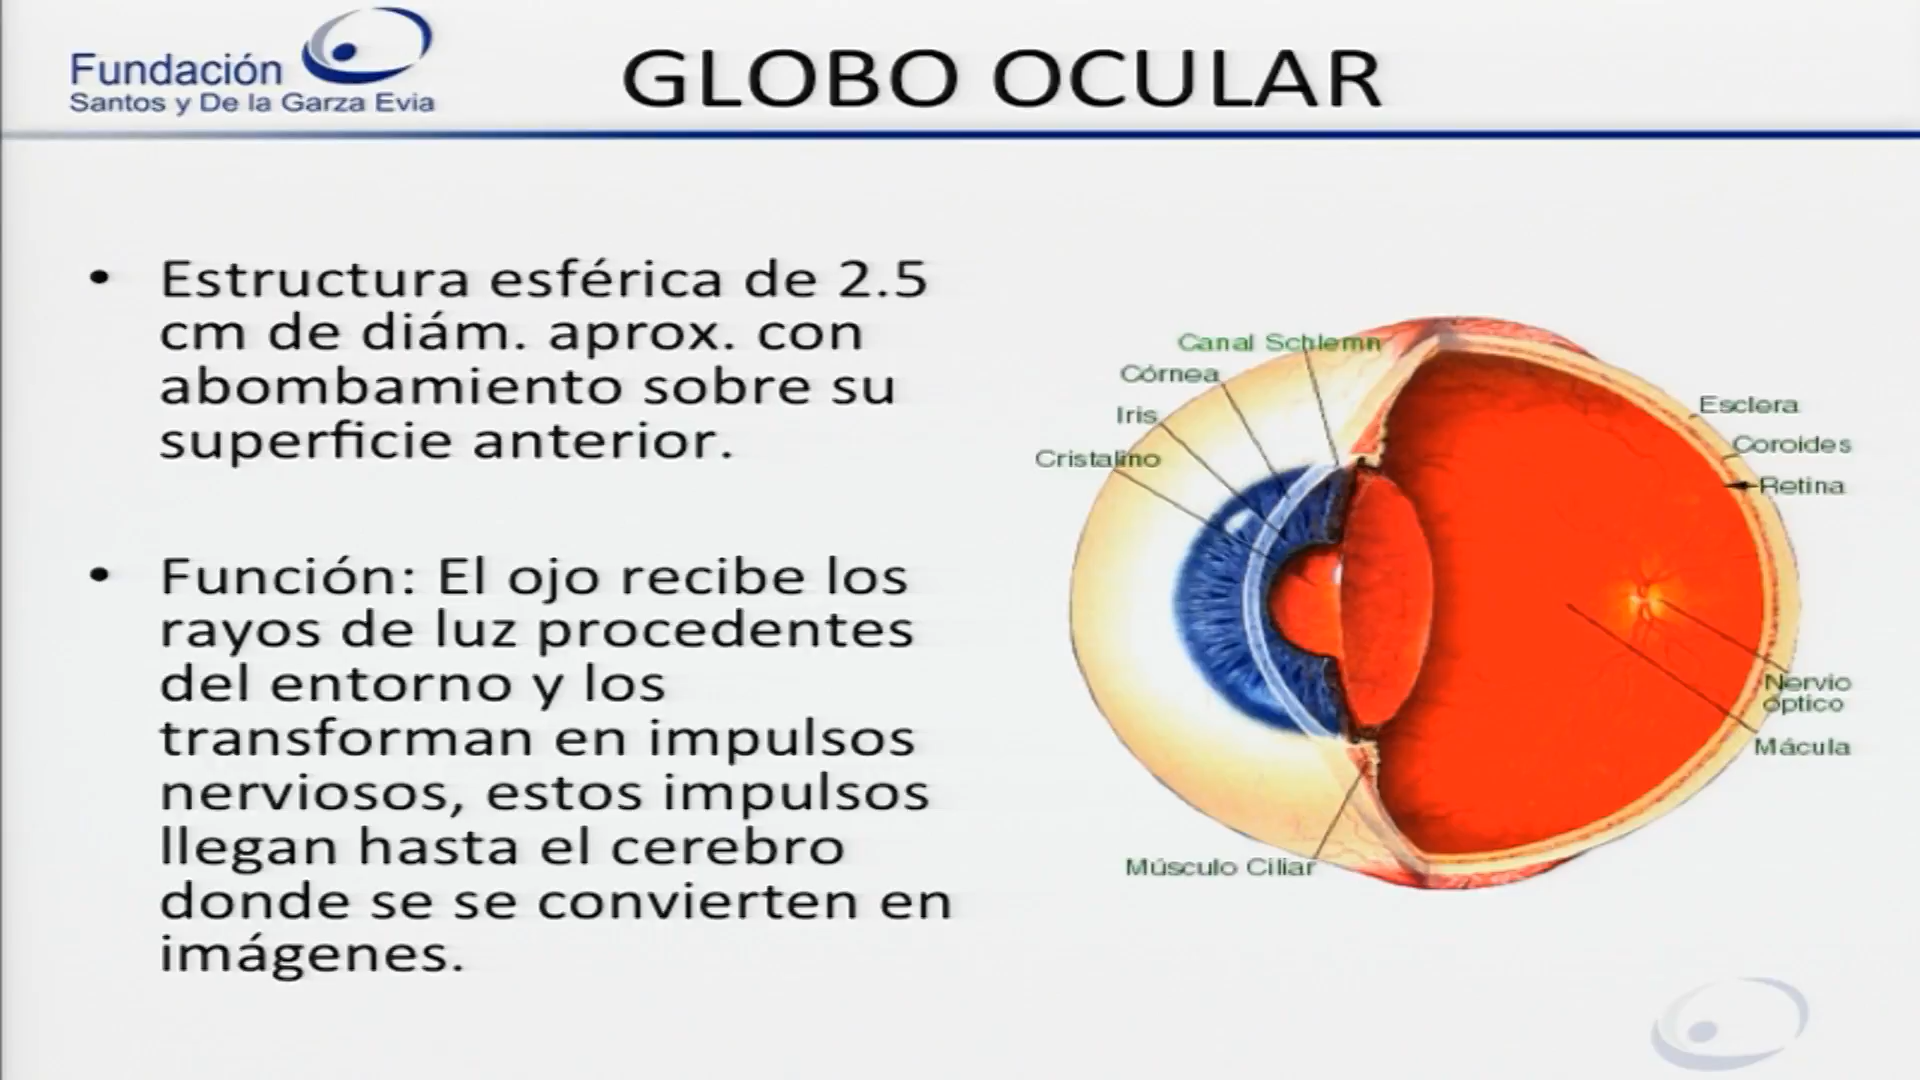 Fundación
Santos y De la Garza Evia
GLOBO OCULAR
• Estructura esférica de 2.5
cm de diám. aprox. con
abombamiento sobre su
superficie anterior.
• Función: El ojo recibe los
rayos de luz procedentes
del entorno y los
transforman en impulsos
nerviosos, estos impulsos
llegan hasta el cerebro
donde se se convierten en
imágenes.
Canal Schlemn
Córnea
Iris
Cristalino
Esclera
Coroides
Retina
Nervio
óptico
Mácula
Músculo Ciliar